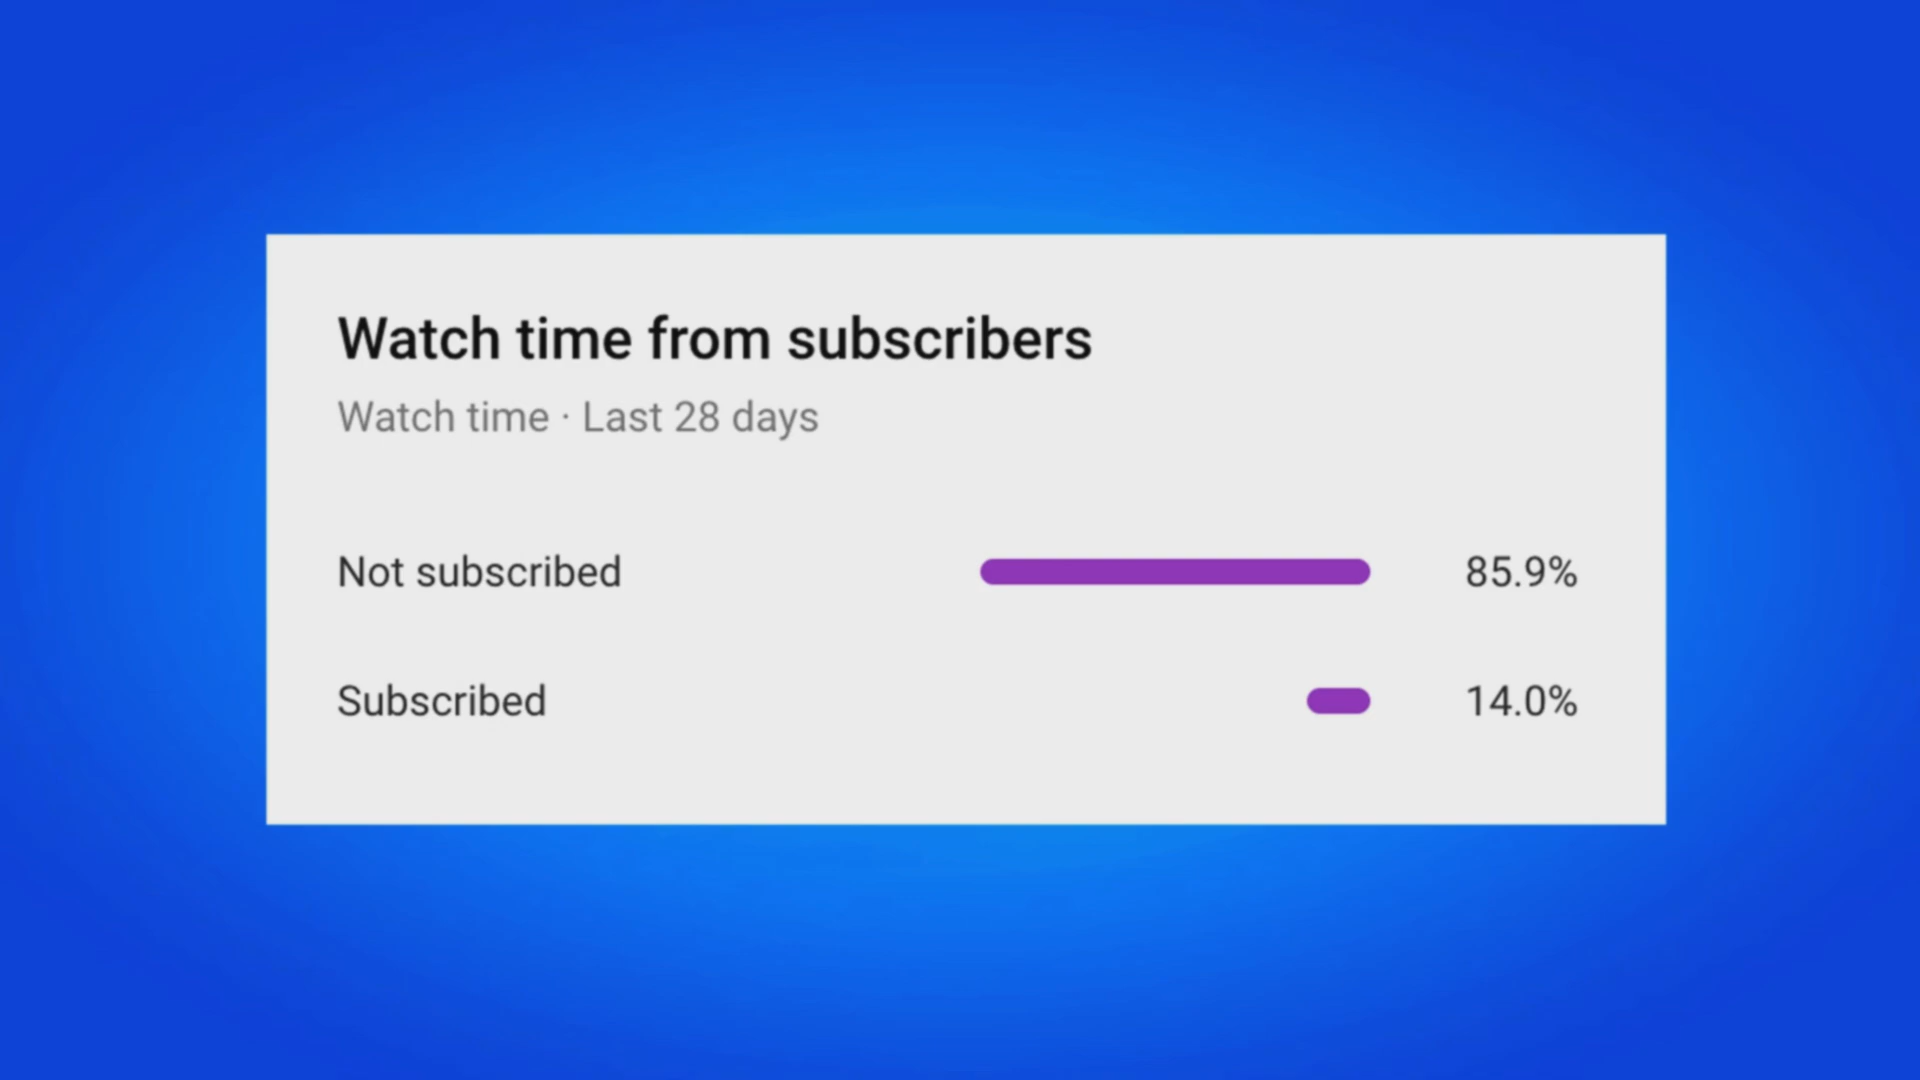 Watch time from subscribers
Watch time · Last 28 days
Not subscribed 85.9%
Subscribed 14.0%